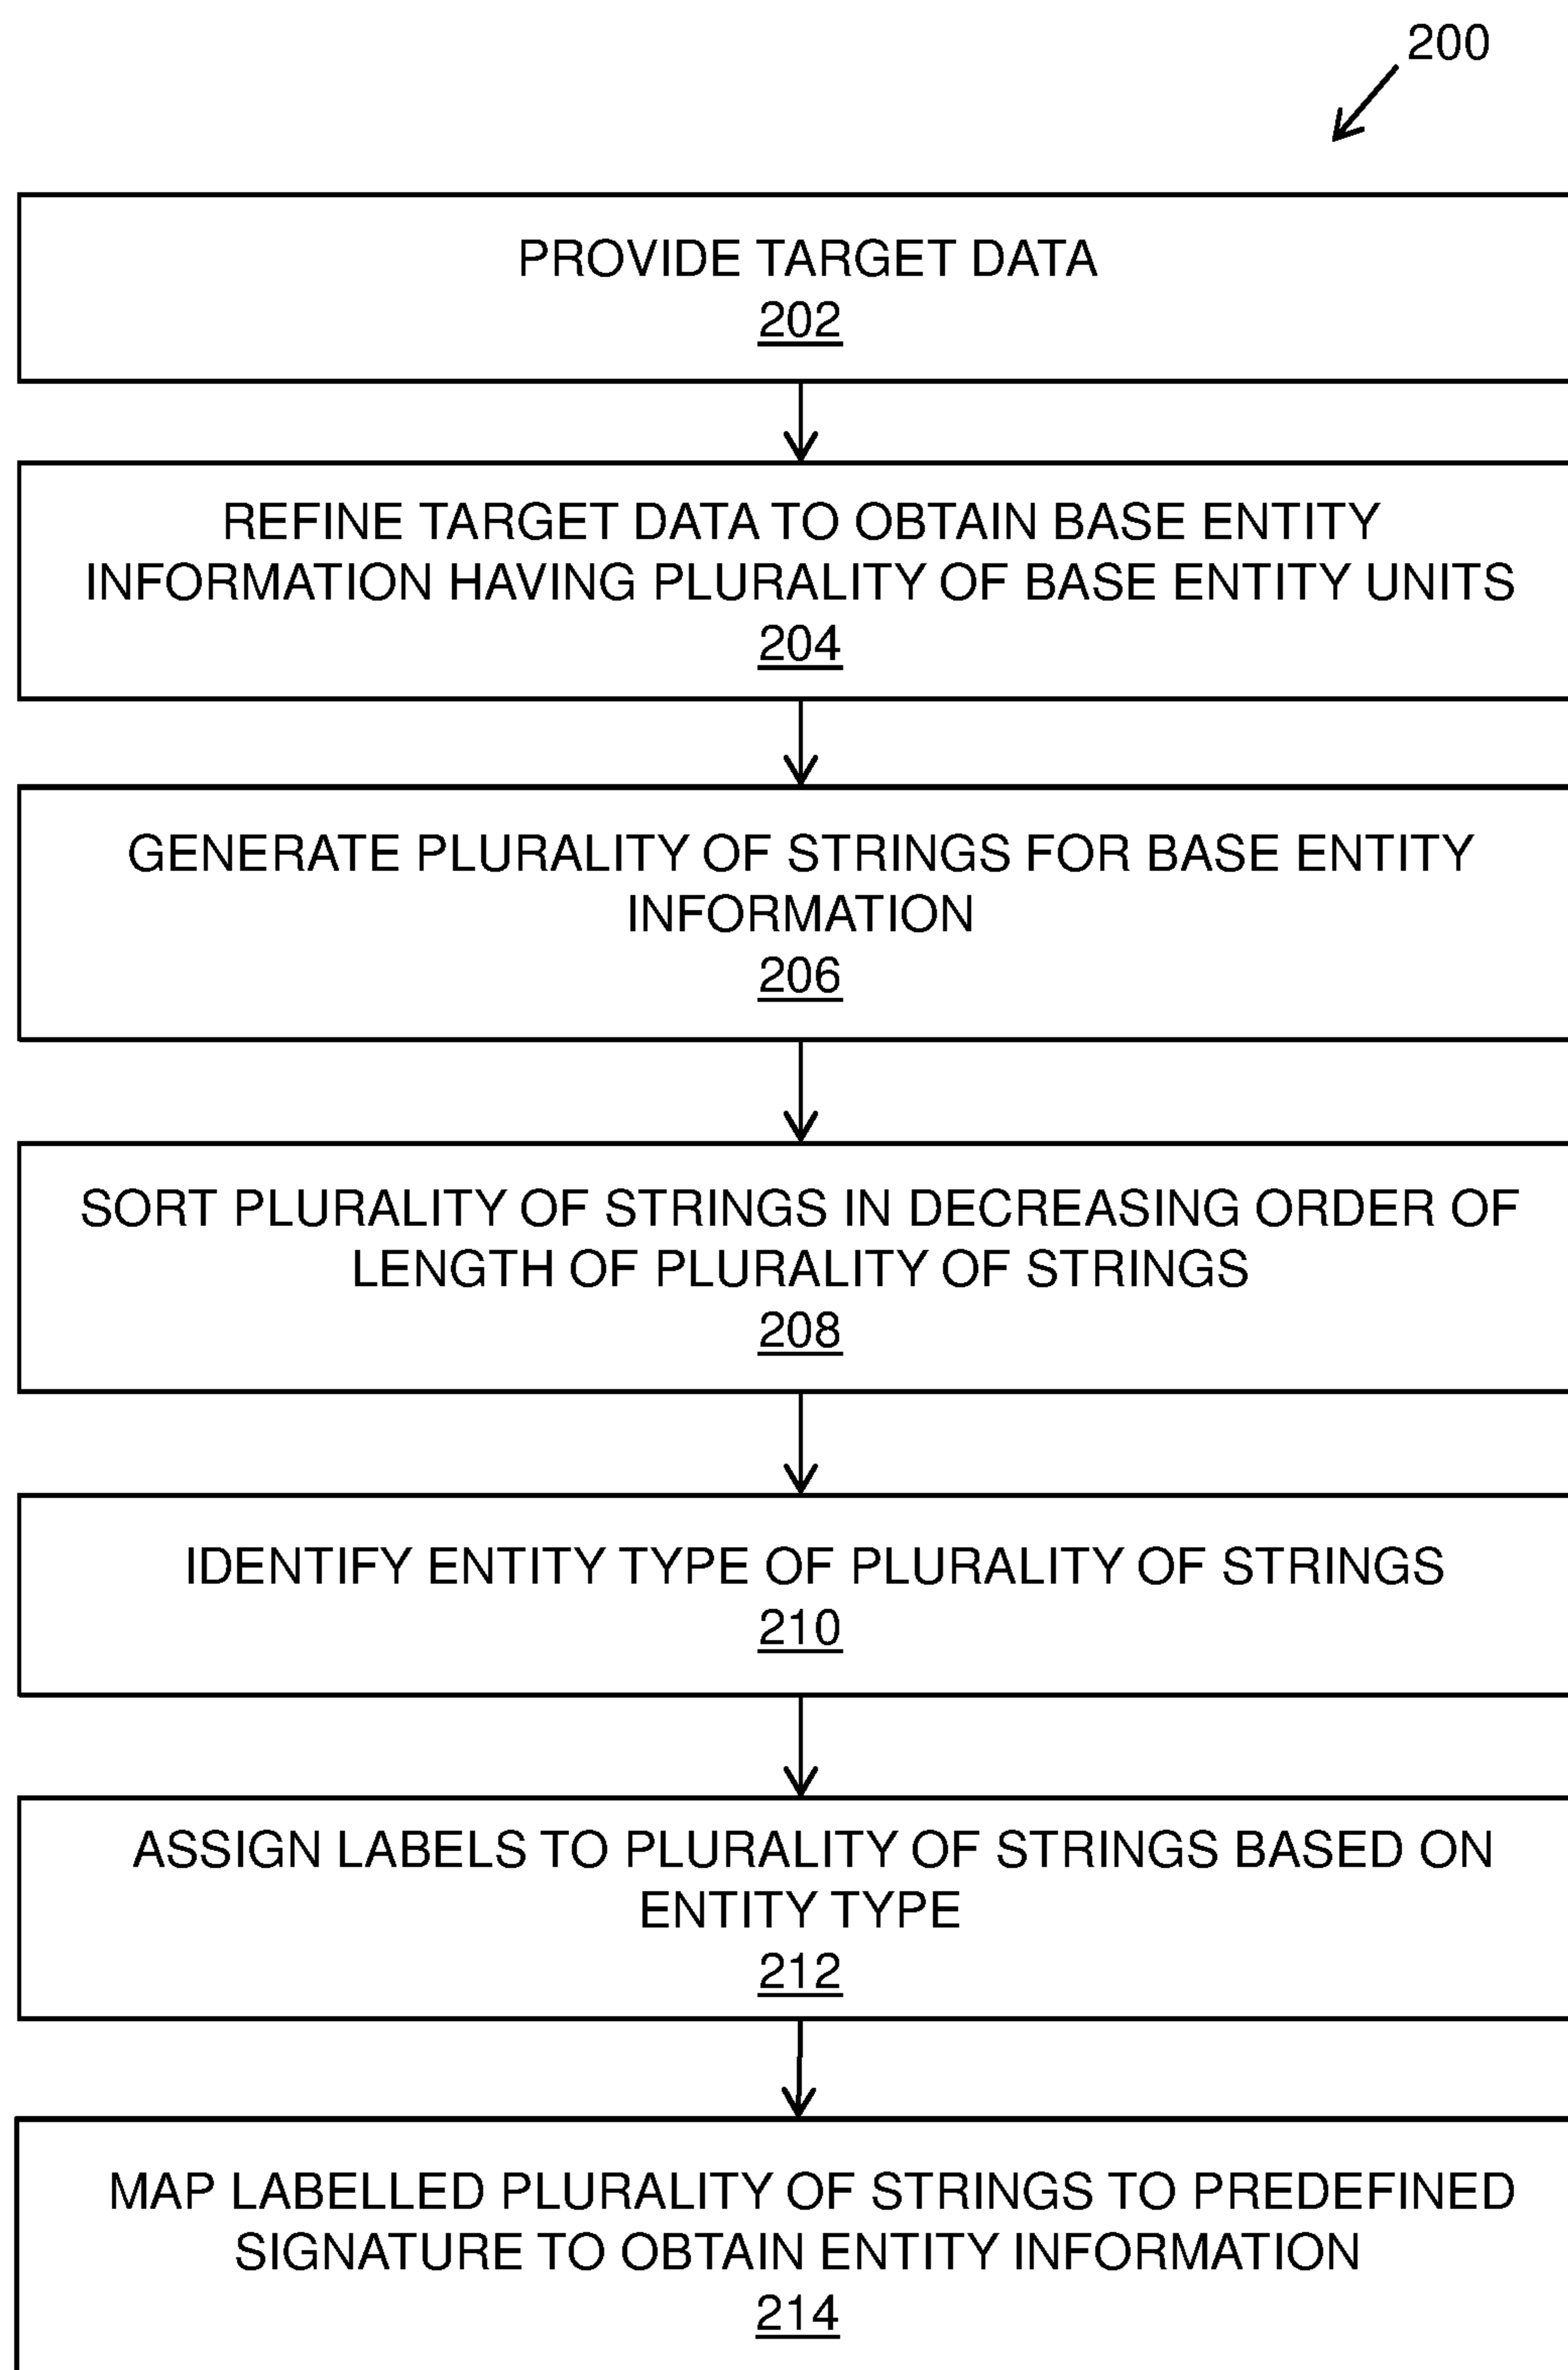 200
PROVIDE TARGET DATA
202
REFINE TARGET DATA TO OBTAIN BASE ENTITY
INFORMATION HAVING PLURALITY OF BASE ENTITY UNITS
204
GENERATE PLURALITY OF STRINGS FOR BASE ENTITY
INFORMATION
206
SORT PLURALITY OF STRINGS IN DECREASING ORDER OF
LENGTH OF PLURALITY OF STRINGS
208
IDENTIFY ENTITY TYPE OF PLURALITY OF STRINGS
210
ASSIGN LABELS TO PLURALITY OF STRINGS BASED ON
ENTITY TYPE
212
MAP LABELLED PLURALITY OF STRINGS TO PREDEFINED
SIGNATURE TO OBTAIN ENTITY INFORMATION
214